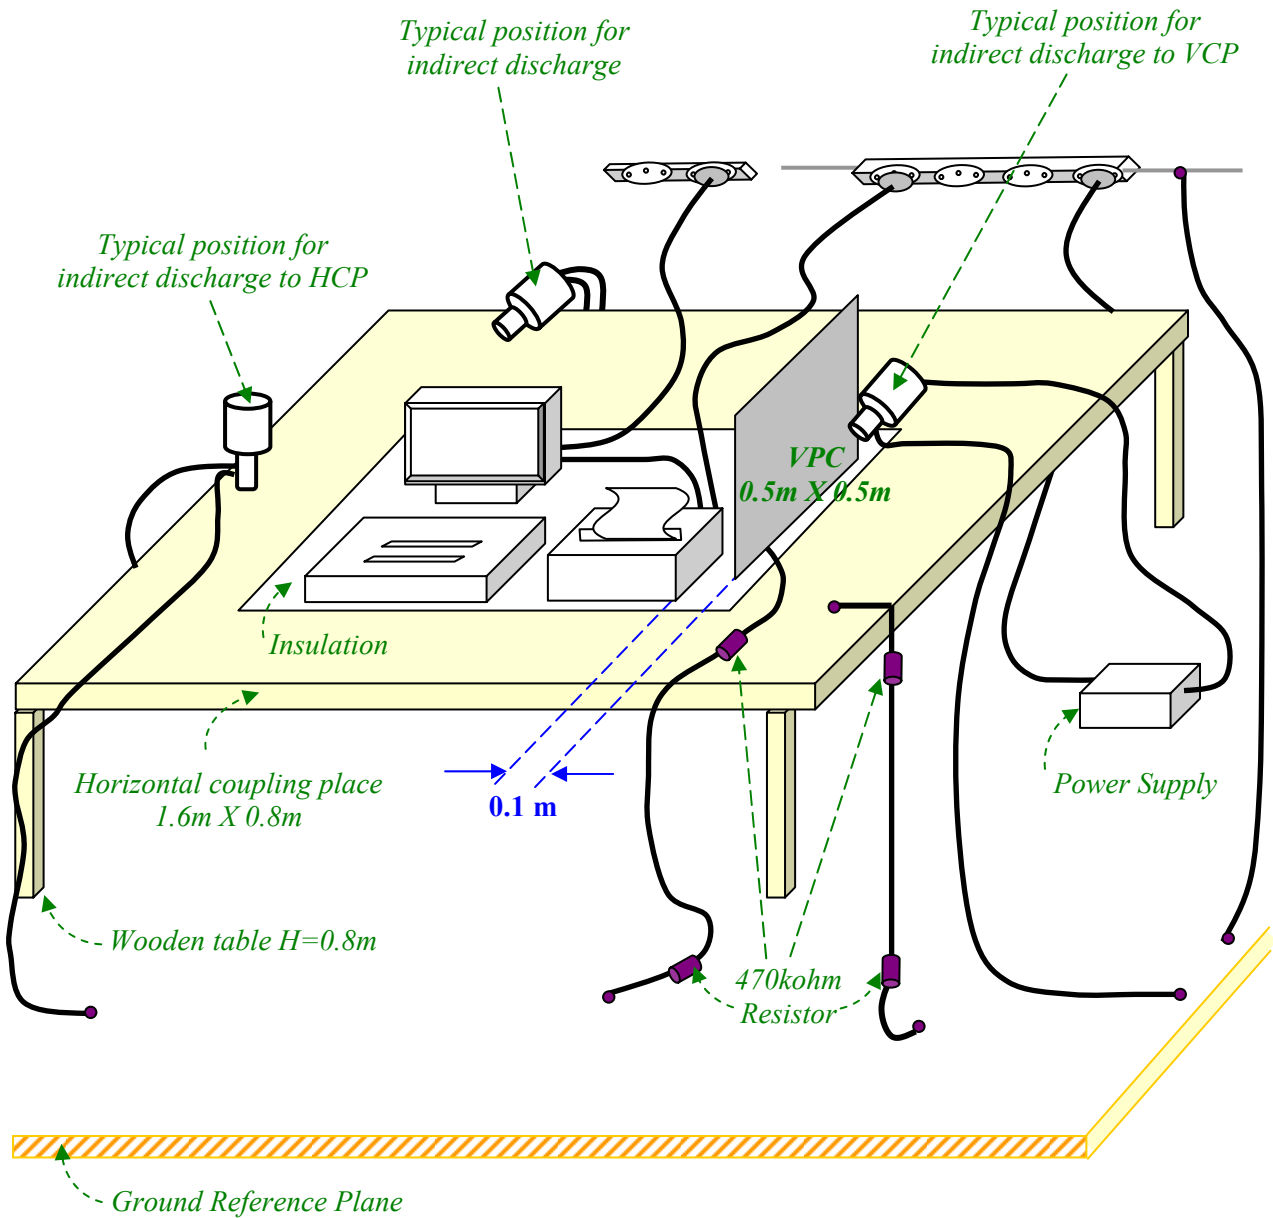 Typical position for
indirect discharge
Typical position for
indirect discharge to VCP
Typical position for
indirect discharge to HCP
VPC
0.5m X 0.5m
Insulation
Horizontal coupling place
1.6m X 0.8m
0.1 m
Power Supply
Wooden table H=0.8m
470kohm
Resistor
Ground Reference Plane